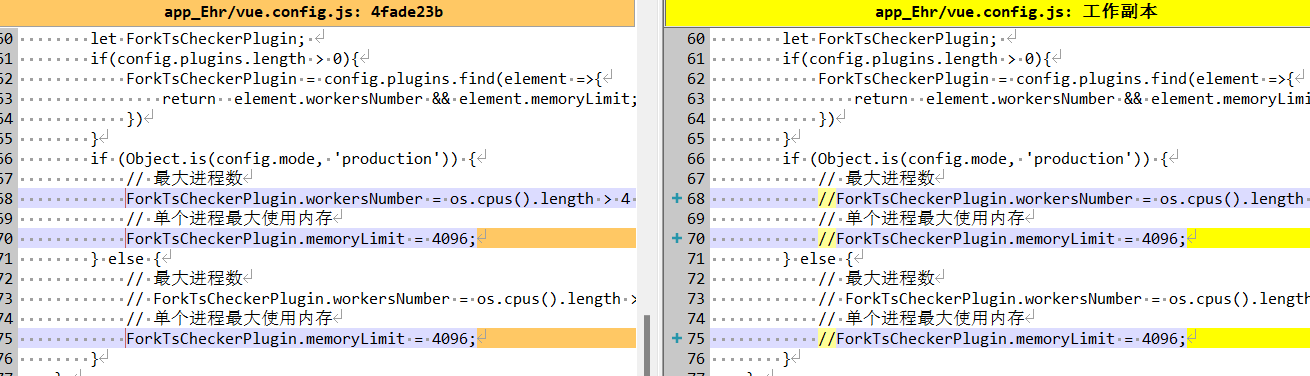 app_Ehr/vue.config.js: 4fade23b
60 let ForkTsCheckerPlugin;
61 if(config.plugins.length > 0){
62 ForkTsCheckerPlugin = config.plugins.find(element =>{
63 return element.workersNumber && element.memoryLimit;
64 })
65 }
66 if (Object.is(config.mode, 'production')) {
67 // 最大进程数
68 ForkTsCheckerPlugin.workersNumber = os.cpus().length > 4
69 // 单个进程最大使用内存
70 ForkTsCheckerPlugin.memoryLimit = 4096;
71 } else {
72 // 最大进程数
73 // ForkTsCheckerPlugin.workersNumber = os.cpus().length >
74 // 单个进程最大使用内存
75 ForkTsCheckerPlugin.memoryLimit = 4096;
76 }
app_Ehr/vue.config.js: 工作副本
60 let ForkTsCheckerPlugin;
61 if(config.plugins.length > 0){
62 ForkTsCheckerPlugin = config.plugins.find(element =>{
63 return element.workersNumber && element.memoryLimi
64 })
65 }
66 if (Object.is(config.mode, 'production')) {
67 // 最大进程数
+ 68 //ForkTsCheckerPlugin.workersNumber = os.cpus().length
69 // 单个进程最大使用内存
+ 70 //ForkTsCheckerPlugin.memoryLimit = 4096;
71 } else {
72 // 最大进程数
73 // ForkTsCheckerPlugin.workersNumber = os.cpus().length
74 // 单个进程最大使用内存
+ 75 //ForkTsCheckerPlugin.memoryLimit = 4096;
76 }